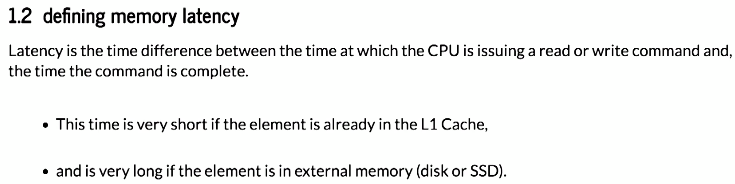 1.2 defining memory latency
Latency is the time difference between the time at which the CPU is issuing a read or write command and,
the time the command is complete.
• This time is very short if the element is already in the L1 Cache,
• and is very long if the element is in external memory (disk or SSD).